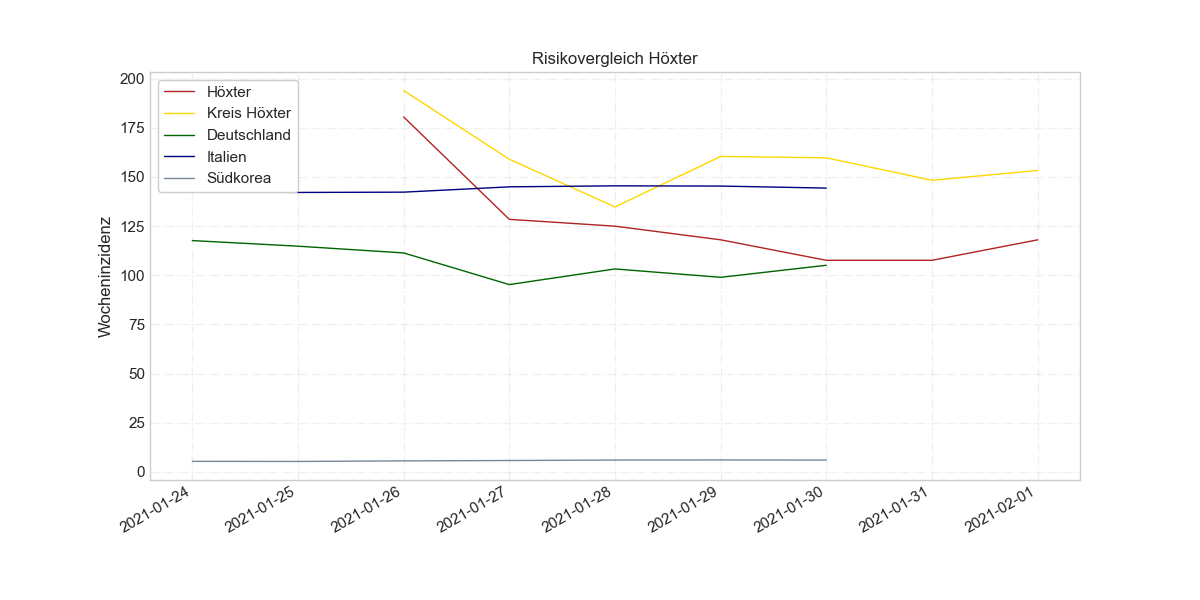 Risikovergleich Höxter
Wocheninzidenz
200
175
150
125
100
75
50
25
0
Höxter
Kreis Höxter
Deutschland
Italien
Südkorea
2021-01-24
2021-01-25
2021-01-26
2021-01-27
2021-01-28
2021-01-29
2021-01-30
2021-01-31
2021-02-01